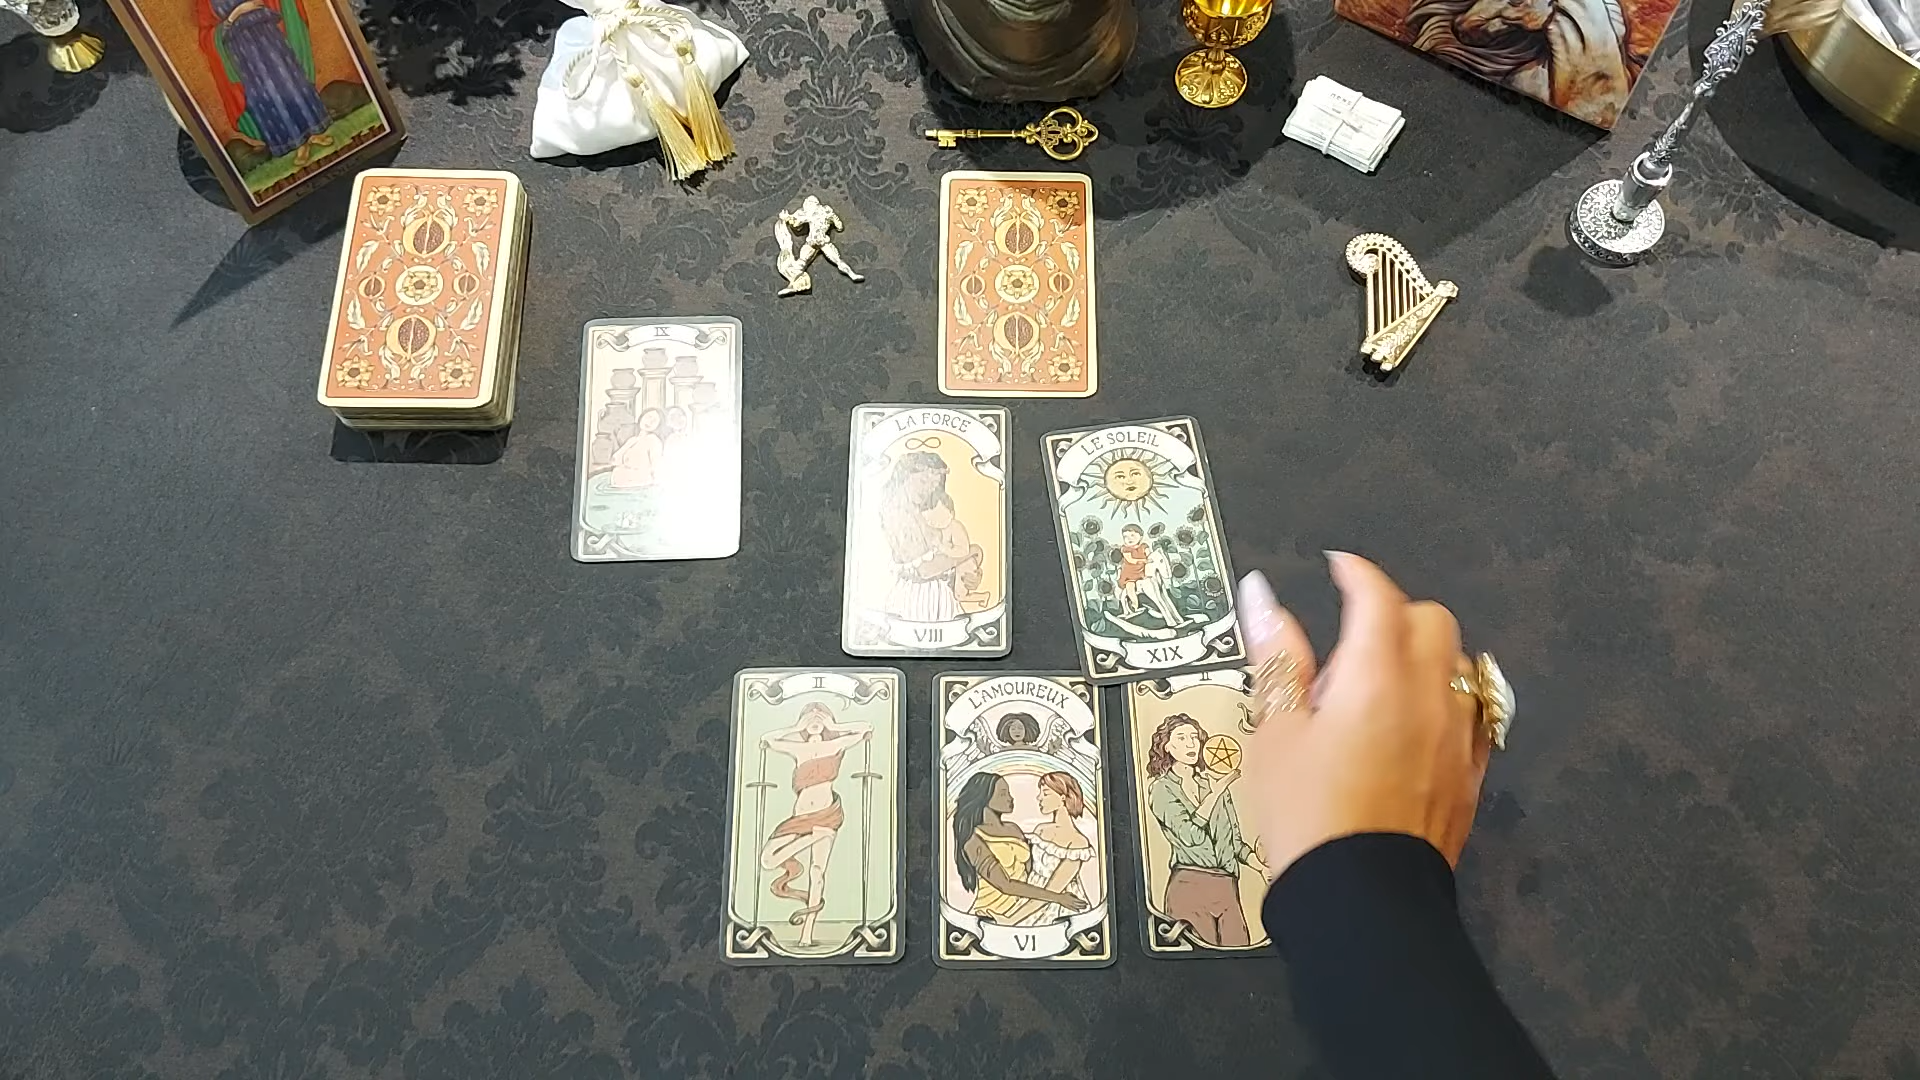 IX
LA FORCE
VIII
LE SOLEIL
XIX
II
L'AMOUREUX
VI
II